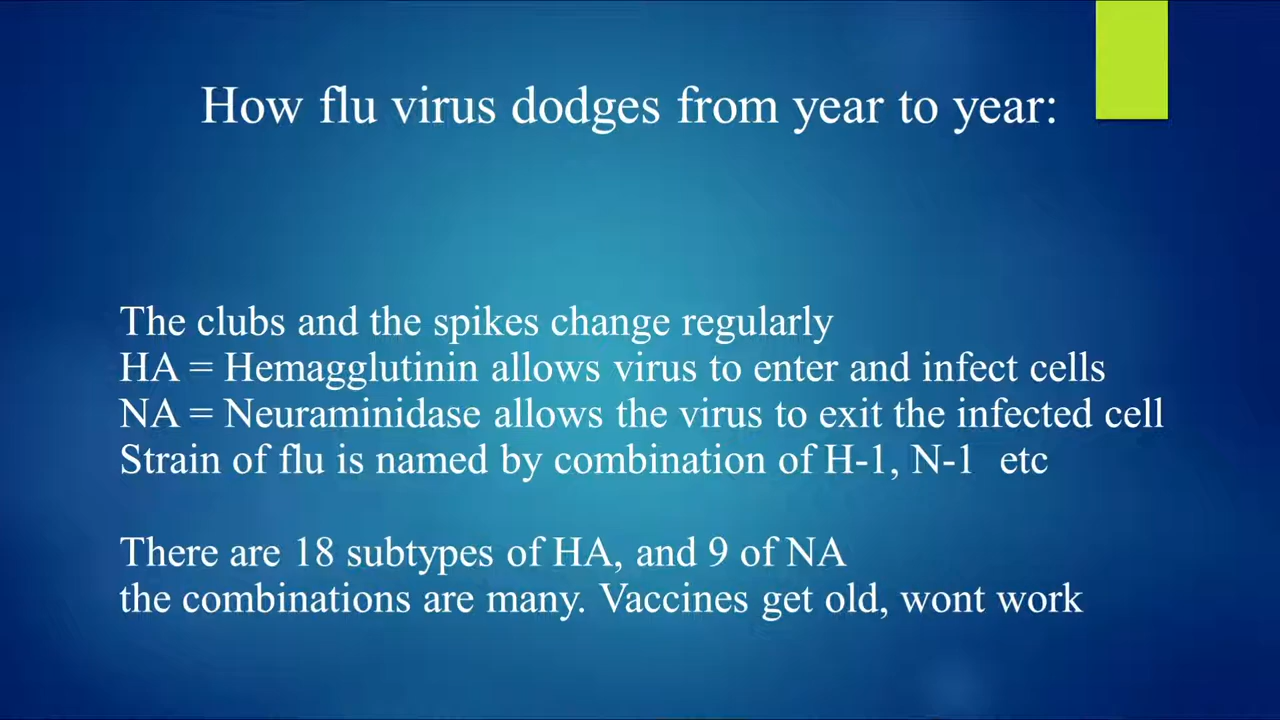 How flu virus dodges from year to year:
The clubs and the spikes change regularly
HA = Hemagglutinin allows virus to enter and infect cells
NA = Neuraminidase allows the virus to exit the infected cell
Strain of flu is named by combination of H-1, N-1 etc
There are 18 subtypes of HA, and 9 of NA
the combinations are many. Vaccines get old, wont work